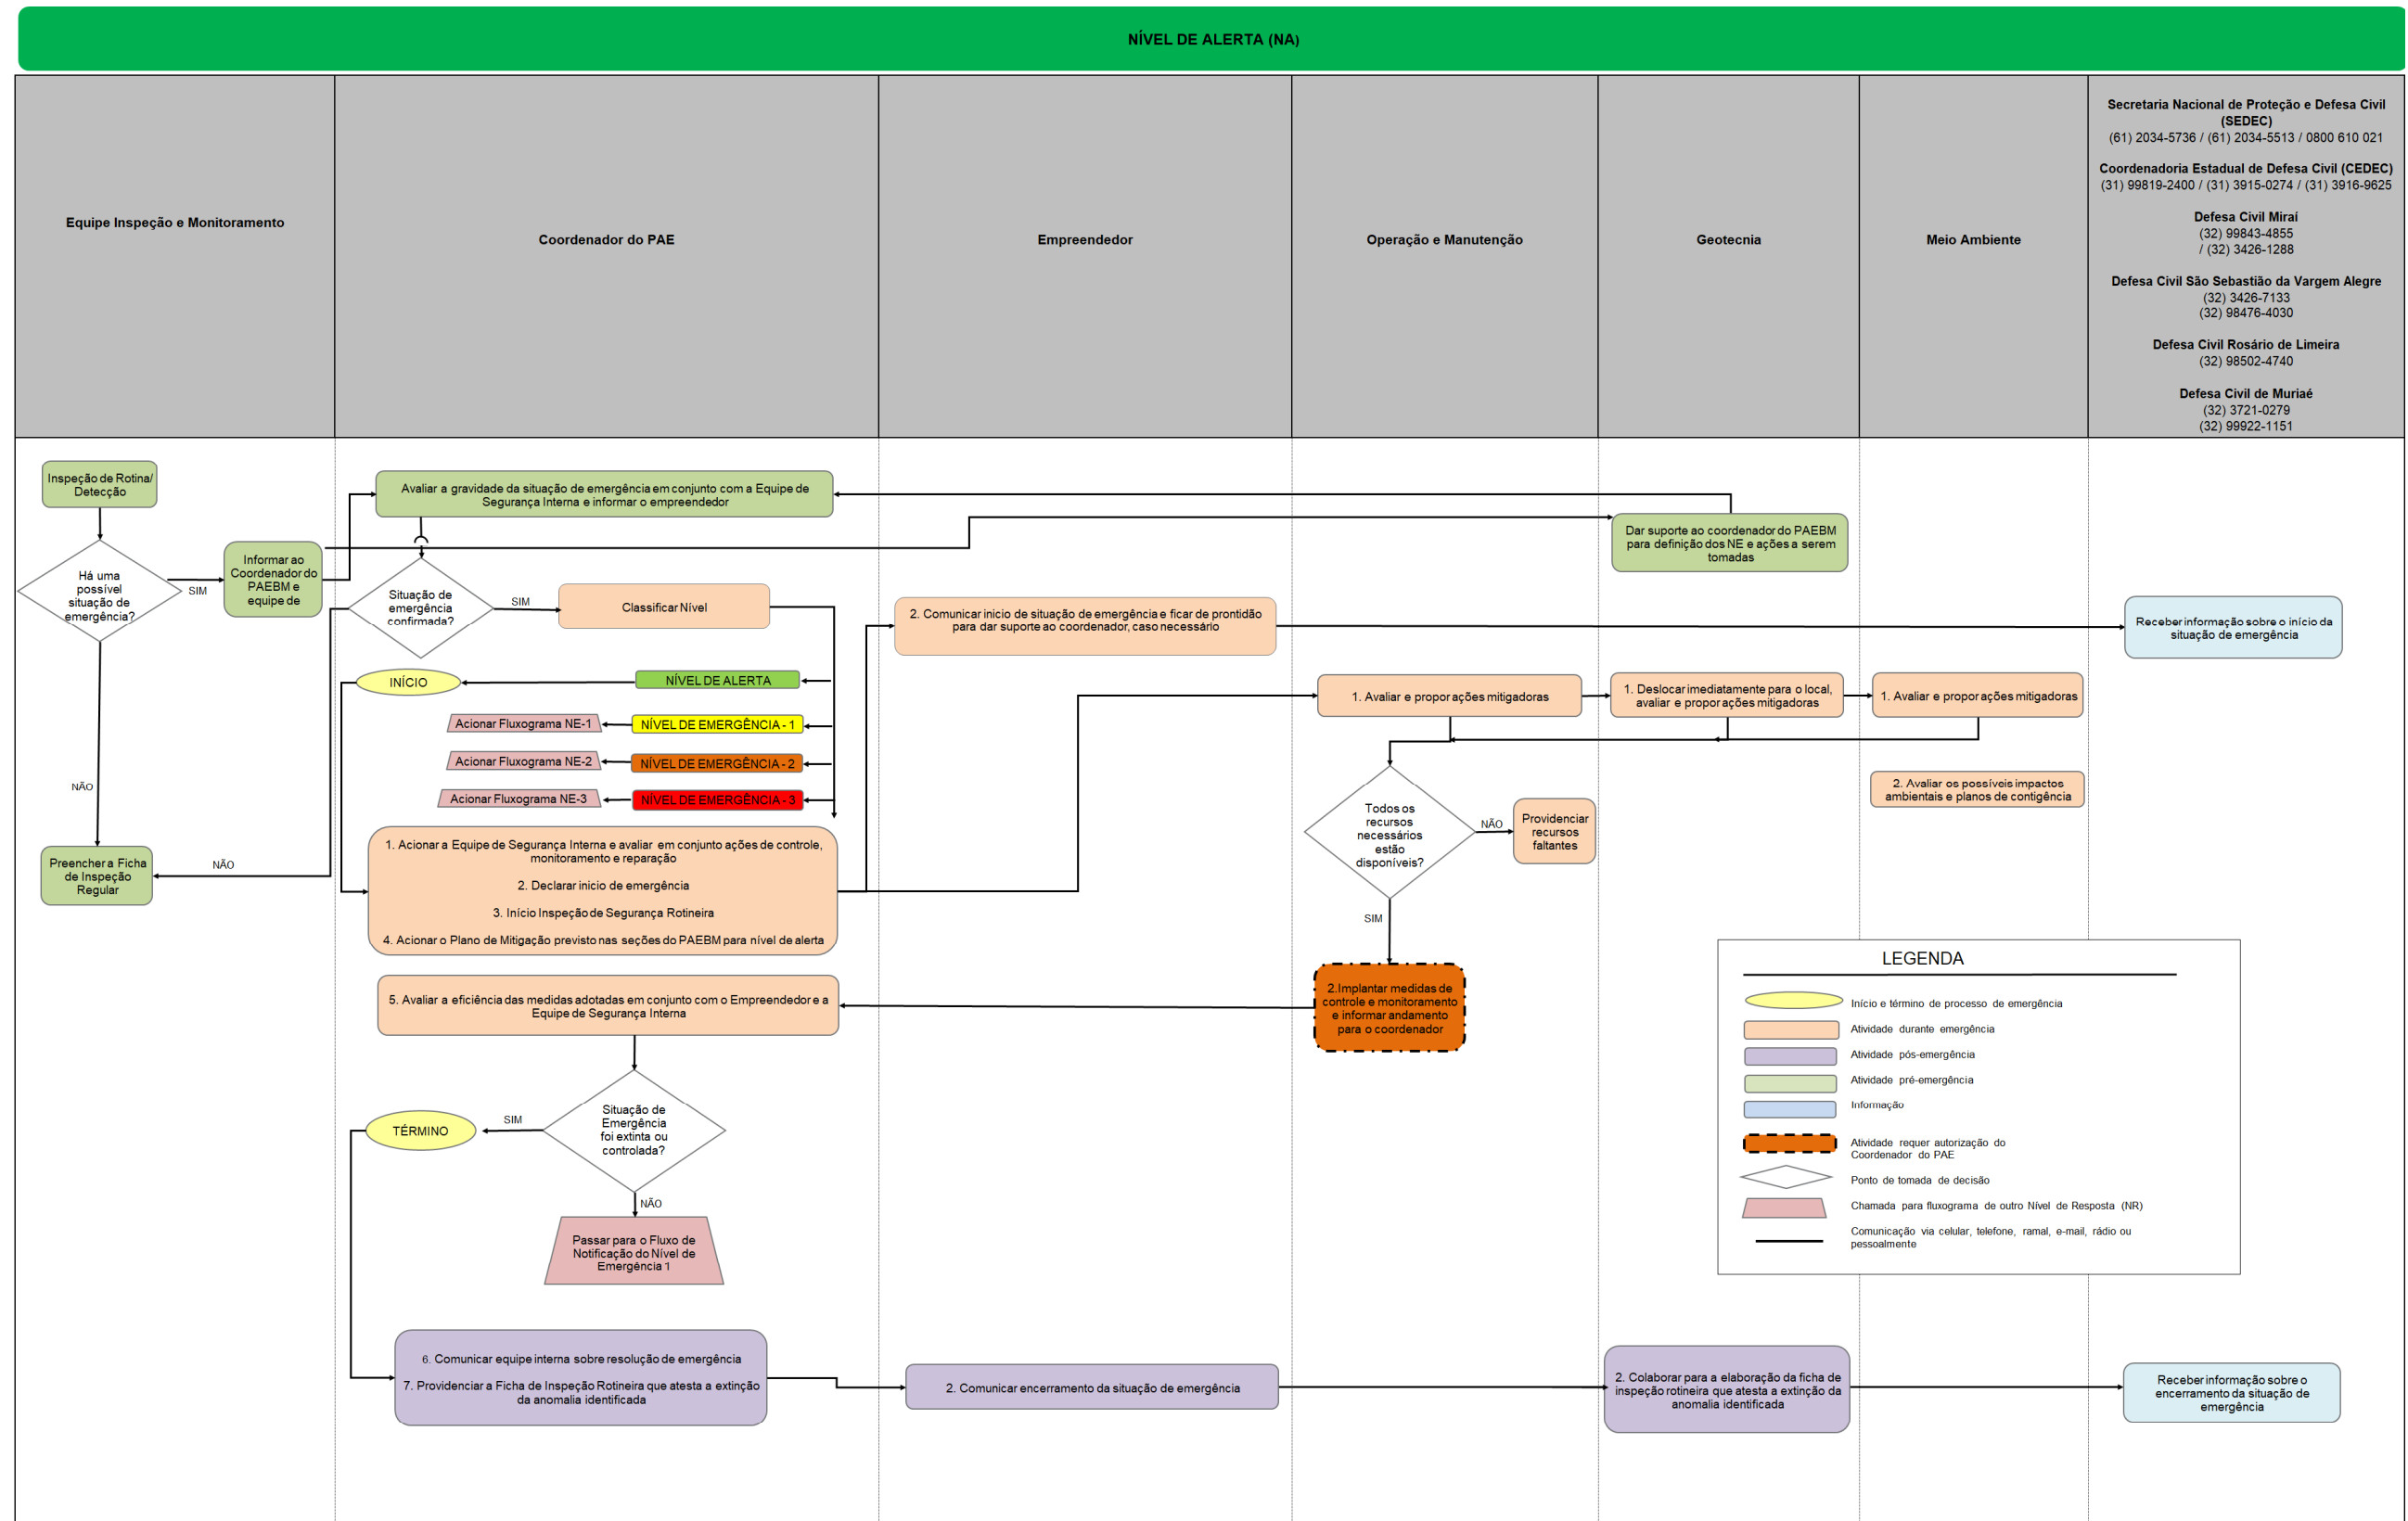 NÍVEL DE ALERTA (NA)
Equipe Inspeção e Monitoramento
Coordenador do PAE
Empreendedor
Operação e Manutenção
Geotecnia
Meio Ambiente
Secretaria Nacional de Proteção e Defesa Civil
(SEDEC)
(61) 2034-5736 / (61) 2034-5513 / 0800 610 021
Coordenadoria Estadual de Defesa Civil (CEDEC)
(31) 99819-2400 / (31) 3915-0274 / (31) 3916-9625
Defesa Civil Miraí
(32) 99843-4855
/ (32) 3426-1288
Defesa Civil São Sebastião da Vargem Alegre
(32) 3426-7133
(32) 98476-4030
Defesa Civil Rosário de Limeira
(32) 98502-4740
Defesa Civil de Muriaé
(32) 3721-0279
(32) 99922-1151
Inspeção de Rotina/
Detecção
Avaliar a gravidade da situação de emergência em conjunto com a Equipe de
Segurança Interna e informar o empreendedor
Dar suporte ao coordenador do PAEBM
para definição dos NE e ações a serem
tomadas
Há uma
possível
situação de
emergência?
SIM
Informar ao
Coordenador do
PAEBM e
equipe de
Situação de
emergência
confirmada?
SIM
Classificar Nível
2. Comunicar inicio de situação de emergência e ficar de prontidão
para dar suporte ao coordenador, caso necessário
Receber informação sobre o início da
situação de emergência
INÍCIO
NÍVEL DE ALERTA
Acionar Fluxograma NE-1
NÍVEL DE EMERGÊNCIA - 1
Acionar Fluxograma NE-2
NÍVEL DE EMERGÊNCIA - 2
Acionar Fluxograma NE-3
NÍVEL DE EMERGÊNCIA - 3
1. Avaliar e propor ações mitigadoras
1. Deslocar imediatamente para o local,
avaliar e propor ações mitigadoras
1. Avaliar e propor ações mitigadoras
2. Avaliar os possíveis impactos
ambientais e planos de contigência
NÃO
Todos os
recursos
necessários
estão
disponíveis?
NÃO
Providenciar
recursos
faltantes
SIM
Preencher a Ficha
de Inspeção
Regular
NÃO
1. Acionar a Equipe de Segurança Interna e avaliar em conjunto ações de controle,
monitoramento e reparação
2. Declarar inicio de emergência
3. Início Inspeção de Segurança Rotineira
4. Acionar o Plano de Mitigação previsto nas seções do PAEBM para nível de alerta
5. Avaliar a eficiência das medidas adotadas em conjunto com o Empreendedor e a
Equipe de Segurança Interna
2.Implantar medidas de
controle e monitoramento
e informar andamento
para o coordenador
LEGENDA
Início e término de processo de emergência
Atividade durante emergência
Atividade pós-emergência
Atividade pré-emergência
Informação
Atividade requer autorização do
Coordenador do PAE
Ponto de tomada de decisão
Chamada para fluxograma de outro Nível de Resposta (NR)
Comunicação via celular, telefone, ramal, e-mail, rádio ou
pessoalmente
TÉRMINO
SIM
Situação de
Emergência
foi extinta ou
controlada?
NÃO
Passar para o Fluxo de
Notificação do Nível de
Emergência 1
6. Comunicar equipe interna sobre resolução de emergência
7. Providenciar a Ficha de Inspeção Rotineira que atesta a extinção
da anomalia identificada
2. Comunicar encerramento da situação de emergência
2. Colaborar para a elaboração da ficha de
inspeção rotineira que atesta a extinção da
anomalia identificada
Receber informação sobre o
encerramento da situação de
emergência